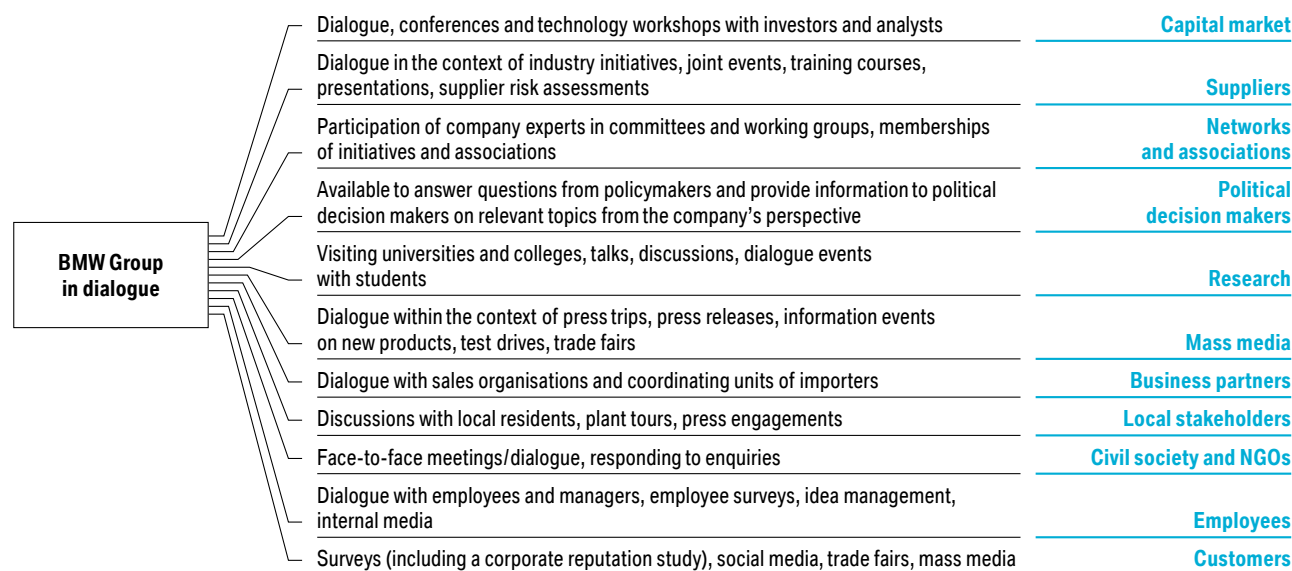 Dialogue, conferences and technology workshops with investors and analysts
Capital market
Dialogue in the context of industry initiatives, joint events, training courses,
presentations, supplier risk assessments
Suppliers
Participation of company experts in committees and working groups, memberships
of initiatives and associations
Networks
and associations
Available to answer questions from policymakers and provide information to political
decision makers on relevant topics from the company’s perspective
Political
decision makers
BMW Group
in dialogue
Visiting universities and colleges, talks, discussions, dialogue events
with students
Research
Dialogue within the context of press trips, press releases, information events
on new products, test drives, trade fairs
Mass media
Dialogue with sales organisations and coordinating units of importers
Business partners
Discussions with local residents, plant tours, press engagements
Local stakeholders
Face-to-face meetings/dialogue, responding to enquiries
Civil society and NGOs
Dialogue with employees and managers, employee surveys, idea management,
internal media
Employees
Surveys (including a corporate reputation study), social media, trade fairs, mass media
Customers